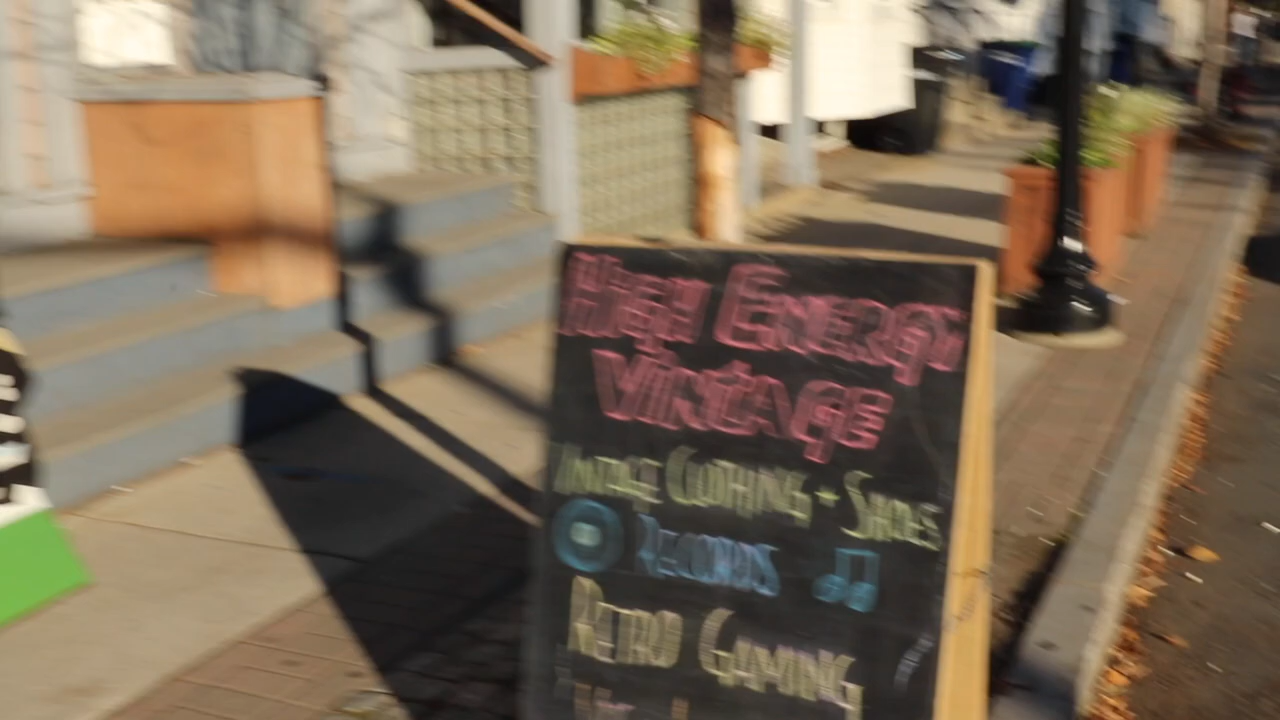 High Energy
Vintage
Vintage Clothing + Shoes
Records
Retro Gaming